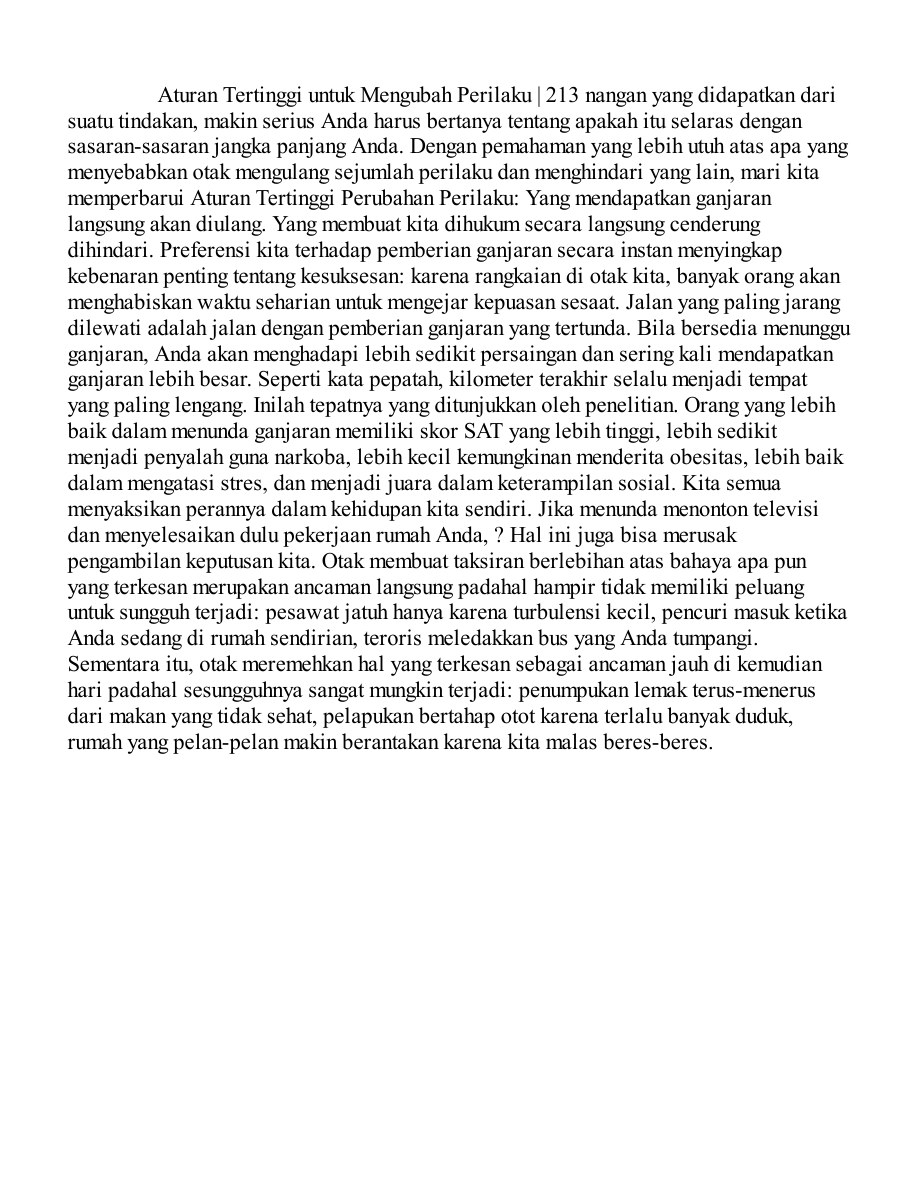 Aturan Tertinggi untuk Mengubah Perilaku | 213 nangan yang didapatkan dari
suatu tindakan, makin serius Anda harus bertanya tentang apakah itu selaras dengan
sasaran-sasaran jangka panjang Anda. Dengan pemahaman yang lebih utuh atas apa yang
menyebabkan otak mengulang sejumlah perilaku dan menghindari yang lain, mari kita
memperbarui Aturan Tertinggi Perubahan Perilaku: Yang mendapatkan ganjaran
langsung akan diulang. Yang membuat kita dihukum secara langsung cenderung
dihindari. Preferensi kita terhadap pemberian ganjaran secara instan menyingkap
kebenaran penting tentang kesuksesan: karena rangkaian di otak kita, banyak orang akan
menghabiskan waktu seharian untuk mengejar kepuasan sesaat. Jalan yang paling jarang
dilewati adalah jalan dengan pemberian ganjaran yang tertunda. Bila bersedia menunggu
ganjaran, Anda akan menghadapi lebih sedikit persaingan dan sering kali mendapatkan
ganjaran lebih besar. Seperti kata pepatah, kilometer terakhir selalu menjadi tempat
yang paling lengang. Inilah tepatnya yang ditunjukkan oleh penelitian. Orang yang lebih
baik dalam menunda ganjaran memiliki skor SAT yang lebih tinggi, lebih sedikit
menjadi penyalah guna narkoba, lebih kecil kemungkinan menderita obesitas, lebih baik
dalam mengatasi stres, dan menjadi juara dalam keterampilan sosial. Kita semua
menyaksikan perannya dalam kehidupan kita sendiri. Jika menunda menonton televisi
dan menyelesaikan dulu pekerjaan rumah Anda, ? Hal ini juga bisa merusak
pengambilan keputusan kita. Otak membuat taksiran berlebihan atas bahaya apa pun
yang terkesan merupakan ancaman langsung padahal hampir tidak memiliki peluang
untuk sungguh terjadi: pesawat jatuh hanya karena turbulensi kecil, pencuri masuk ketika
Anda sedang di rumah sendirian, teroris meledakkan bus yang Anda tumpangi.
Sementara itu, otak meremehkan hal yang terkesan sebagai ancaman jauh di kemudian
hari padahal sesungguhnya sangat mungkin terjadi: penumpukan lemak terus-menerus
dari makan yang tidak sehat, pelapukan bertahap otot karena terlalu banyak duduk,
rumah yang pelan-pelan makin berantakan karena kita malas beres-beres.